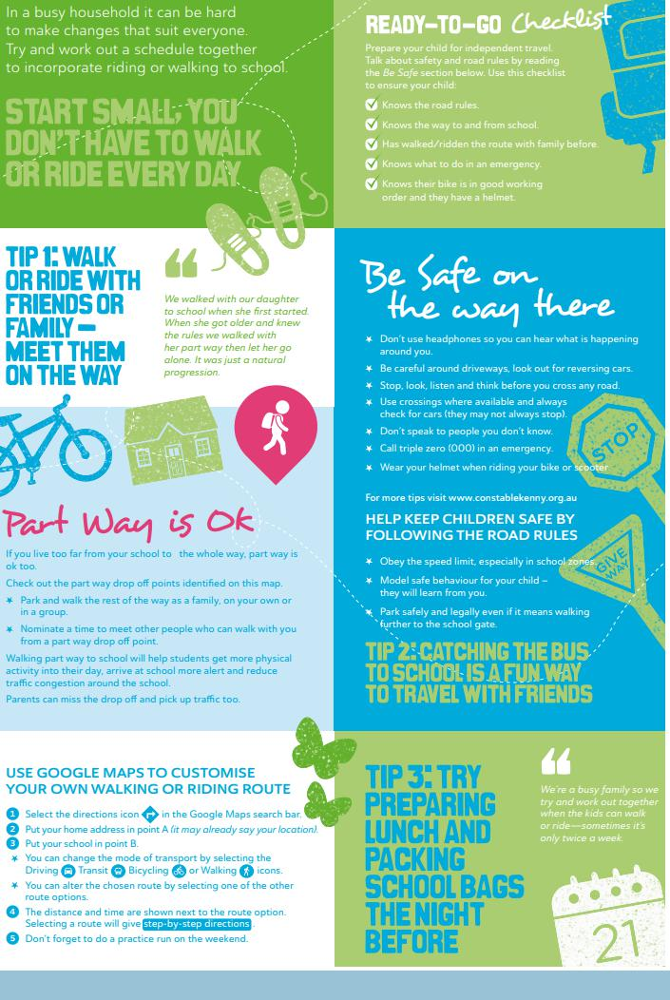 In a busy household it can be hard
to make changes that suit everyone.
Try and work out a schedule together
to incorporate riding or walking to school.
START SMALL, YOU
DON'T HAVE TO WALK
OR RIDE EVERY DAY
READY–TO–GO Checklist
Prepare your child for independent travel.
Talk about safety and road rules by reading
the Be Safe section below. Use this checklist
to ensure your child:
Knows the road rules.
Knows the way to and from school.
Has walked/ridden the route with family before.
Knows what to do in an emergency.
Knows their bike is in good working
order and they have a helmet.
TIP 1: WALK
OR RIDE WITH
FRIENDS OR
FAMILY –
MEET THEM
ON THE WAY
We walked with our daughter
to school when she first started.
When she got older and knew
the rules we walked with
her part way then let her go
alone. It was just a natural
progression.
Part Way is Ok
If you live too far from your school to the whole way, part way is
ok too.
Check out the part way drop off points identified on this map.
Park and walk the rest of the way as a family, on your own or
in a group.
Nominate a time to meet other people who can walk with you
from a part way drop off point.
Walking part way to school will help students get more physical
activity into their day, arrive at school more alert and reduce
traffic congestion around the school.
Parents can miss the drop off and pick up traffic too.
Be Safe on
the way there
Don't use headphones so you can hear what is happening
around you.
Be careful around driveways, look out for reversing cars.
Stop, look, listen and think before you cross any road.
Use crossings where available and always
check for cars (they may not always stop).
Don't speak to people you don't know.
Call triple zero (000) in an emergency.
Wear your helmet when riding your bike or scooter
STOP
For more tips visit www.constablekenny.org.au
HELP KEEP CHILDREN SAFE BY
FOLLOWING THE ROAD RULES
Obey the speed limit, especially in school zones.
Model safe behaviour for your child –
they will learn from you.
Park safely and legally even if it means walking
further to the school gate.
GIVE
WAY
TIP 2: CATCHING THE BUS
TO SCHOOL IS A FUN WAY
TO TRAVEL WITH FRIENDS
USE GOOGLE MAPS TO CUSTOMISE
YOUR OWN WALKING OR RIDING ROUTE
1 Select the directions icon in the Google Maps search bar.
2 Put your home address in point A (it may already say your location).
3 Put your school in point B.
You can change the mode of transport by selecting the
Driving Transit Bicycling or Walking icons.
You can alter the chosen route by selecting one of the other
route options.
4 The distance and time are shown next to the route option.
Selecting a route will give step-by-step directions .
5 Don't forget to do a practice run on the weekend.
TIP 3: TRY
PREPARING
LUNCH AND
PACKING
SCHOOL BAGS
THE NIGHT
BEFORE
We're a busy family so we
try and work out together
when the kids can walk
or ride—sometimes it's
only twice a week.
21